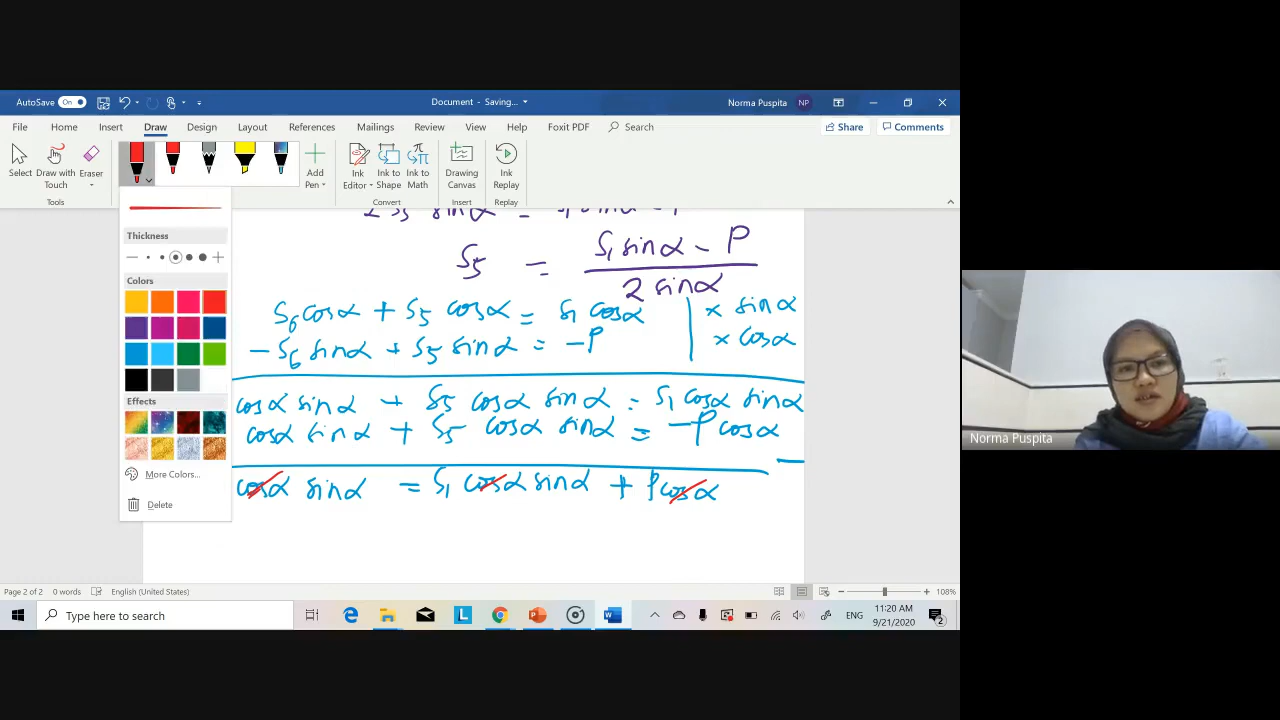 AutoSave On
Document - Saving...
Norma Puspita NP
File Home Insert Draw Design Layout References Mailings Review View Help Foxit PDF Search
Share Comments
Select Draw with Touch Eraser Add Pen Ink Editor Ink to Shape Ink to Math Drawing Canvas Ink Replay
Tools Convert Insert Replay
Thickness
Colors
Effects
More Colors...
Delete
S5 = S1 sinα - P
2 sinα
S6 cosα + S5 cosα = S1 cosα | × sinα
- S6 sinα + S5 sinα = -P | × cosα
cosα sinα + S5 cosα sinα = S1 cosα sinα
cosα sinα + S5 cosα sinα = -P cosα
cosα sinα = S1 cosα sinα + P cosα
Norma Puspita
Page 2 of 2 0 words English (United States) 108%
Type here to search
ENG
11:20 AM
9/21/2020
2